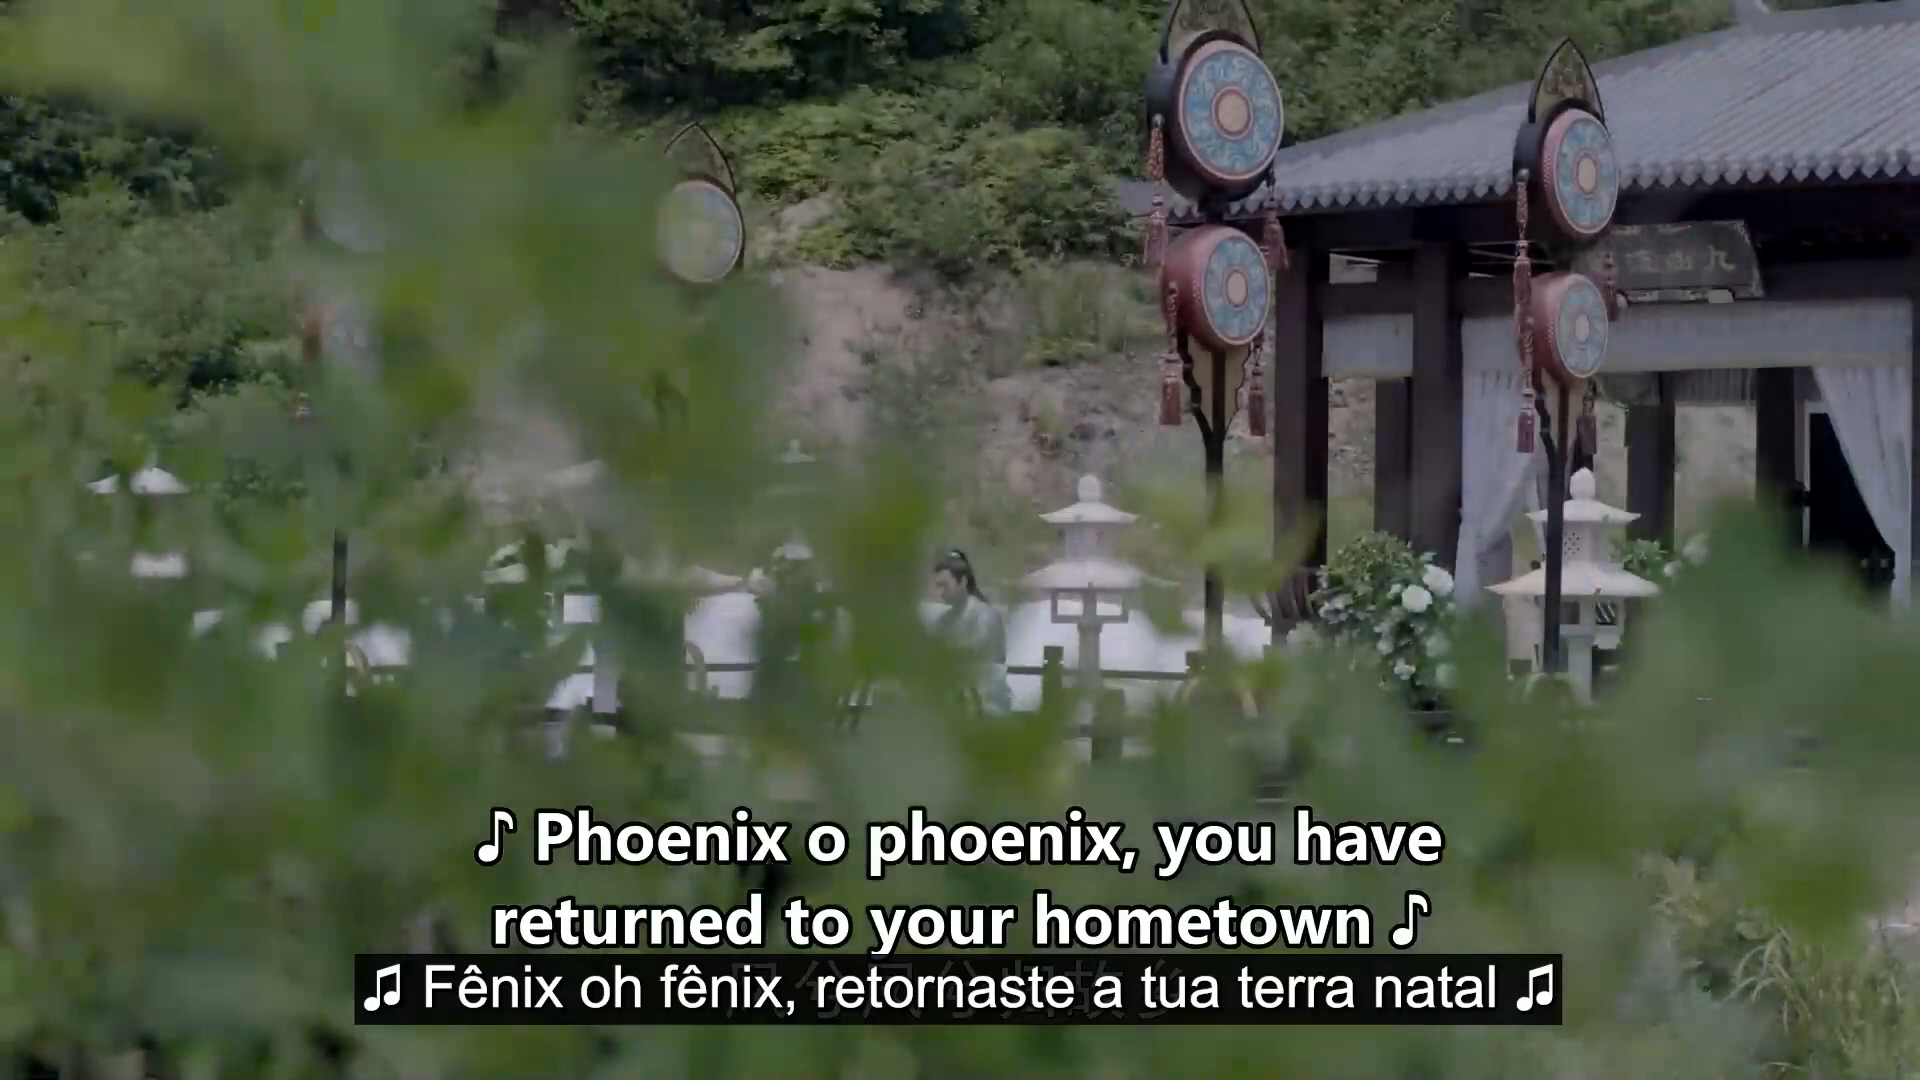 ♪ Phoenix o phoenix, you have
returned to your hometown ♪
♫ Fênix oh fênix, retornaste a tua terra natal ♫